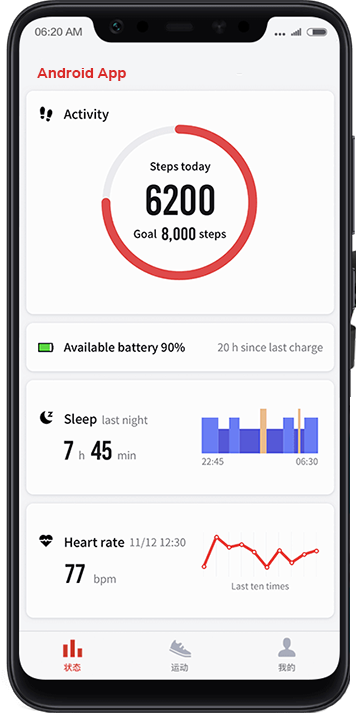 06:20 AM
Android App
Activity
Steps today
6200
Goal 8,000 steps
Available battery 90% 20 h since last charge
Sleep last night
7 h 45 min
22:45 06:30
Heart rate 11/12 12:30
77 bpm
Last ten times
状态 运动 我的